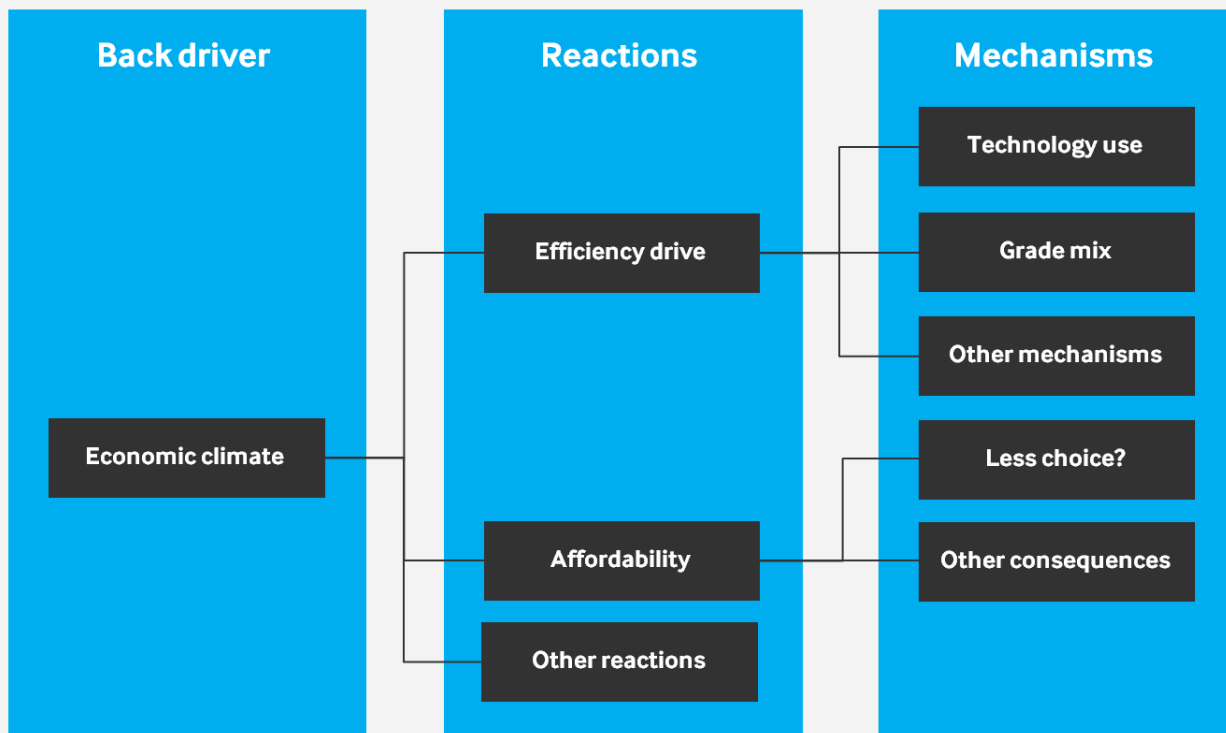 Back driver
Reactions
Mechanisms
Technology use
Efficiency drive
Grade mix
Other mechanisms
Economic climate
Less choice?
Affordability
Other consequences
Other reactions